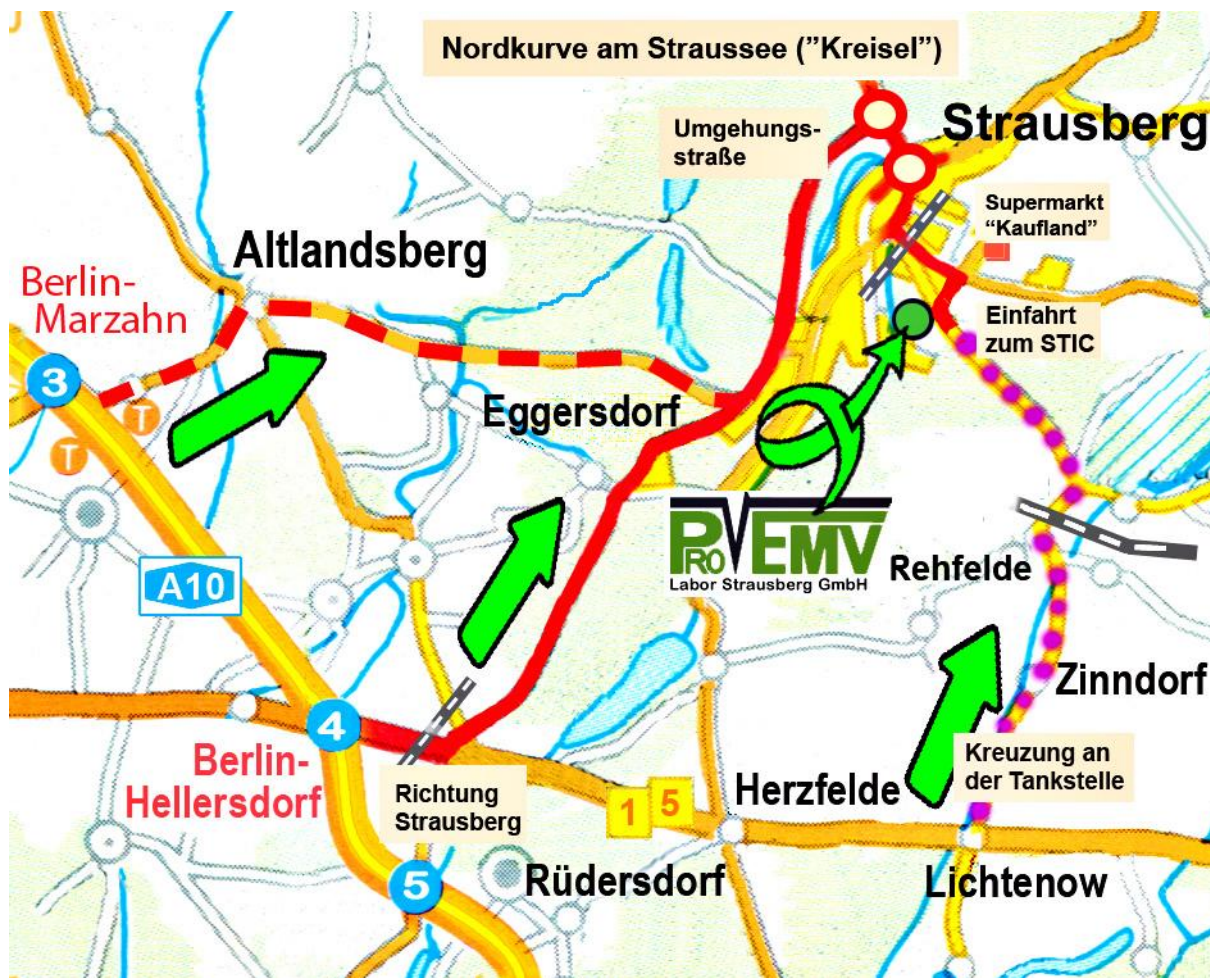 Nordkurve am Straussee ("Kreisel")
Umgehungs-
straße
Strausberg
Supermarkt
"Kaufland"
Altlandsberg
Berlin-
Marzahn
Einfahrt
zum STIC
3
T
T
Eggersdorf
PRO EMV
Labor Strausberg GmbH
A10
Rehfelde
Zinndorf
4
Berlin-
Hellersdorf
Kreuzung an
der Tankstelle
Richtung
Strausberg
1
5
Herzfelde
5
Rüdersdorf
Lichtenow